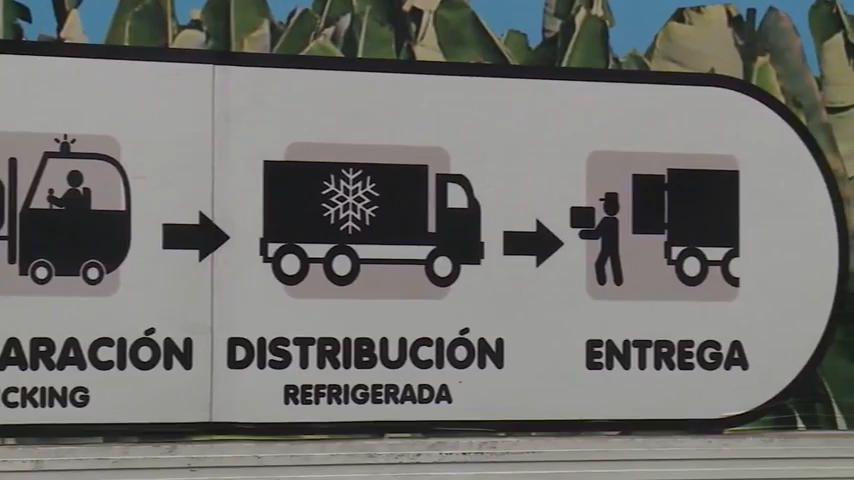 ARACIÓN
CKING
DISTRIBUCIÓN
REFRIGERADA
ENTREGA